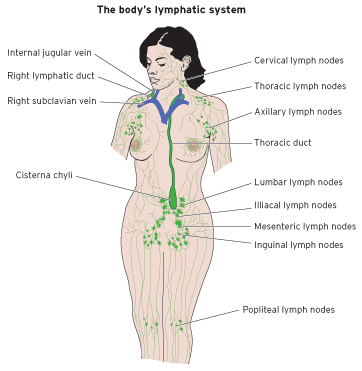 The body's lymphatic system
Internal jugular vein
Right lymphatic duct
Right subclavian vein
Cisterna chyli
Cervical lymph nodes
Thoracic lymph nodes
Axillary lymph nodes
Thoracic duct
Lumbar lymph nodes
Illiacal lymph nodes
Mesenteric lymph nodes
Inguinal lymph nodes
Popliteal lymph nodes